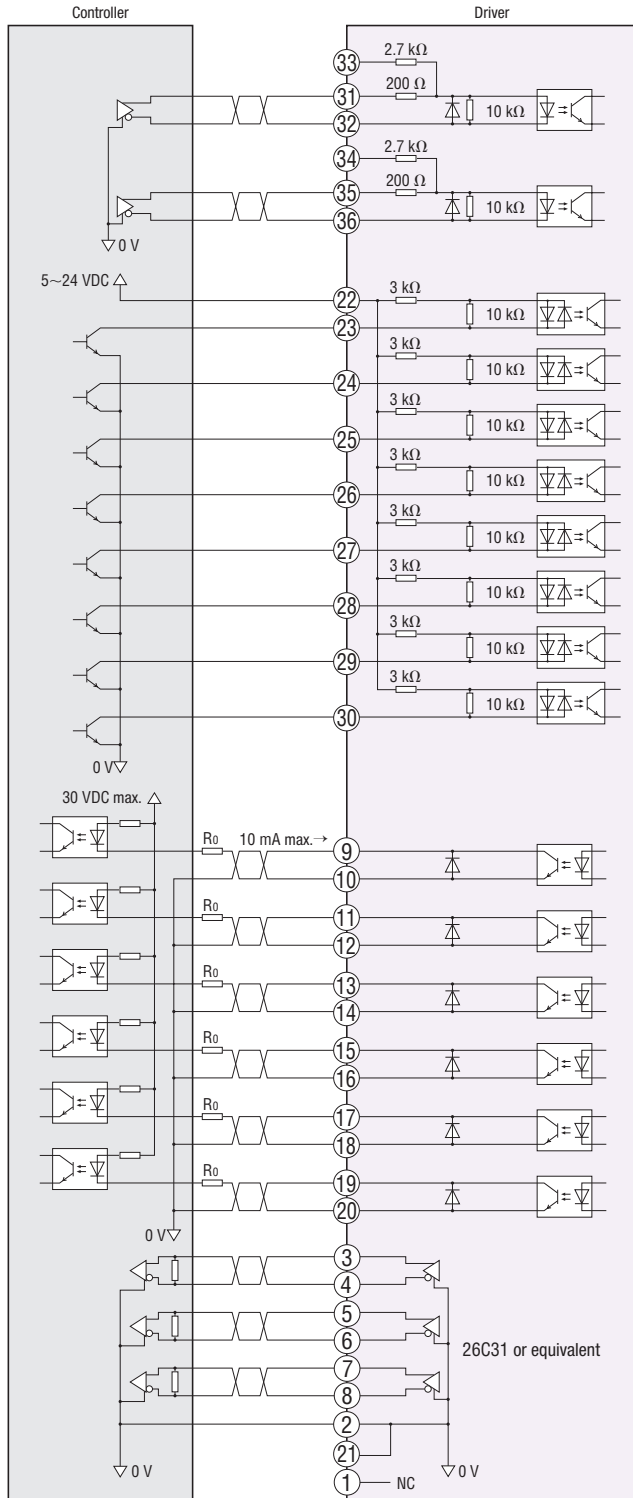 Controller
Driver
33
2.7 kΩ
31
200 Ω
32
10 kΩ
34
2.7 kΩ
35
200 Ω
36
10 kΩ
0 V
5~24 VDC
22
3 kΩ
23
10 kΩ
3 kΩ
24
10 kΩ
3 kΩ
25
10 kΩ
3 kΩ
26
10 kΩ
3 kΩ
27
10 kΩ
3 kΩ
28
10 kΩ
3 kΩ
29
10 kΩ
3 kΩ
30
10 kΩ
0 V
30 VDC max.
R0
10 mA max.→
9
10
R0
11
12
R0
13
14
R0
15
16
R0
17
18
R0
19
20
0 V
3
4
5
6
26C31 or equivalent
7
8
2
21
0 V
0 V
1
NC